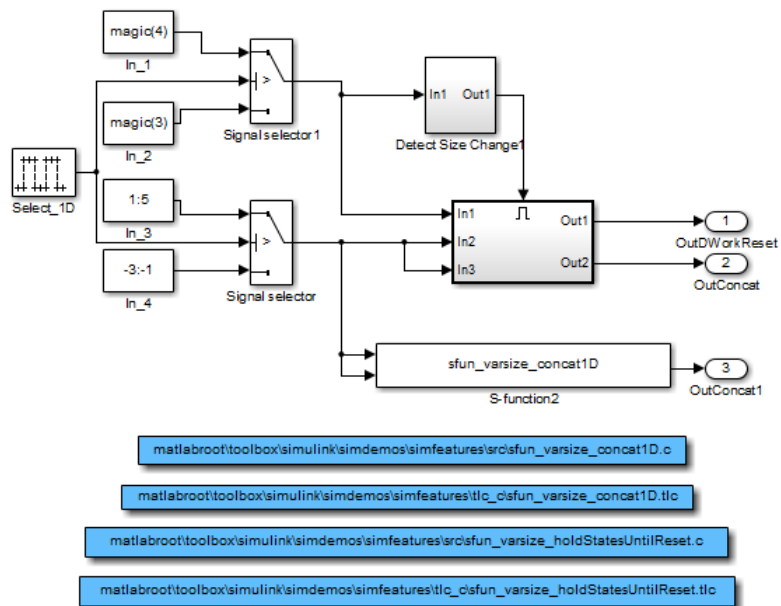 magic(4)
In_1
>
Signal selector1
magic(3)
In_2
In1
Out1
Detect Size Change1
Select_1D
1:5
In_3
>
-3:-1
In_4
Signal selector
In1
In2
In3
Out1
Out2
1
OutDWorkReset
2
OutConcat
sfun_varsize_concat1D
S-function2
3
OutConcat1
matlabroot\toolbox\simulink\simdemos\simfeatures\src\sfun_varsize_concat1D.c
matlabroot\toolbox\simulink\simdemos\simfeatures\tlc_c\sfun_varsize_concat1D.tlc
matlabroot\toolbox\simulink\simdemos\simfeatures\src\sfun_varsize_holdStatesUntilReset.c
matlabroot\toolbox\simulink\simdemos\simfeatures\tlc_c\sfun_varsize_holdStatesUntilReset.tlc